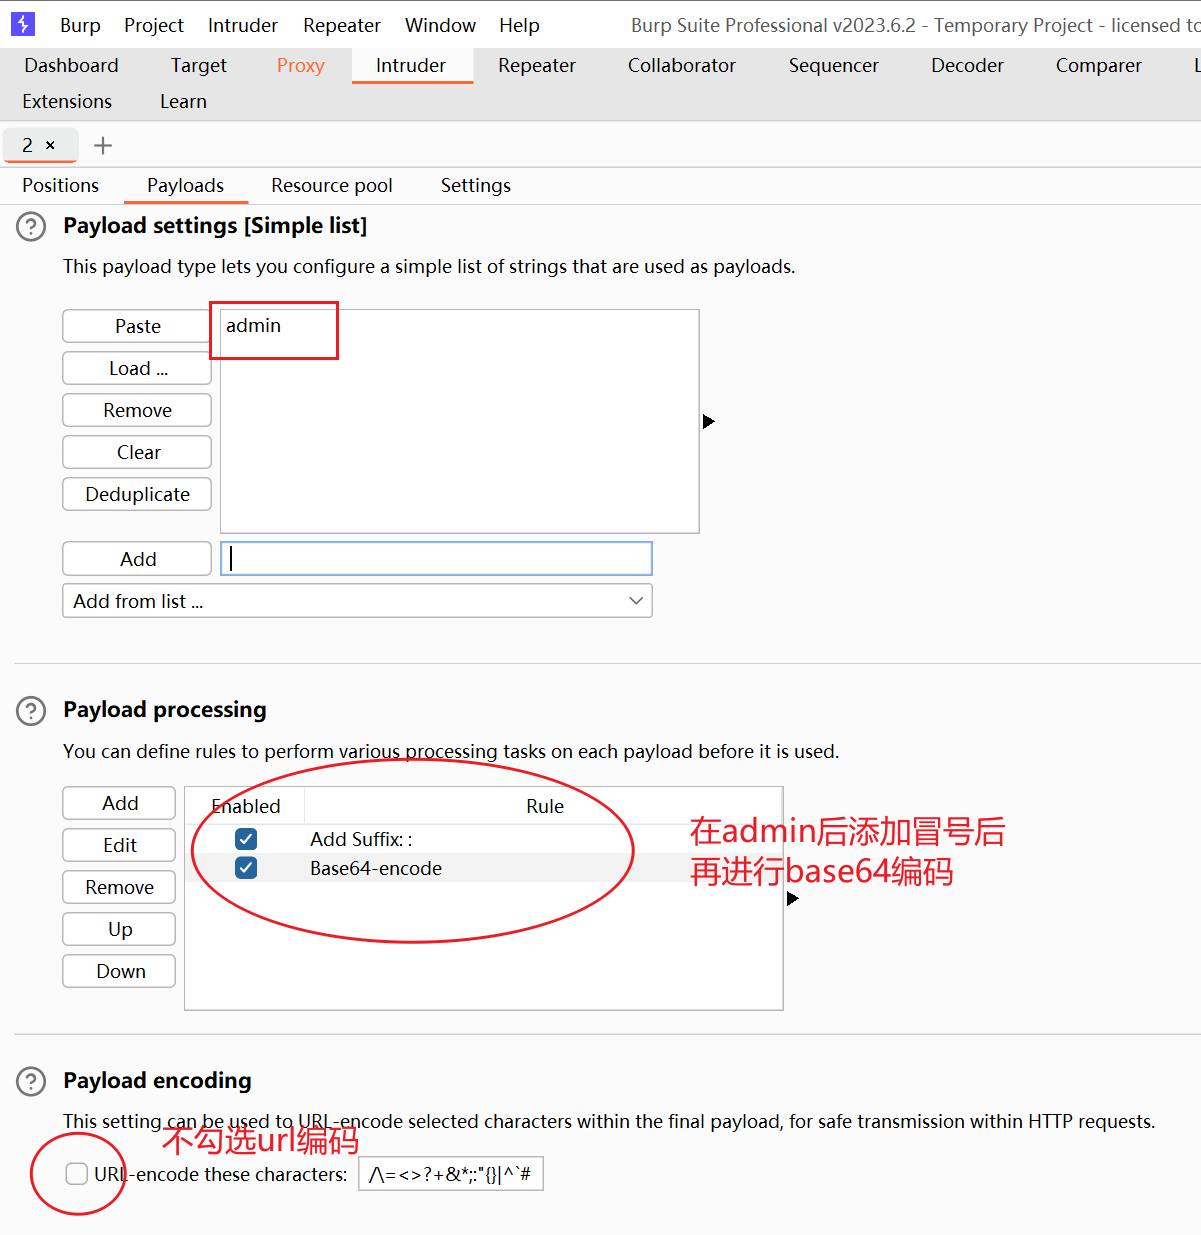 Burp Project Intruder Repeater Window Help Burp Suite Professional v2023.6.2 - Temporary Project - licensed to
Dashboard Target Proxy Intruder Repeater Collaborator Sequencer Decoder Comparer
Extensions Learn
2 ×
Positions Payloads Resource pool Settings
Payload settings [Simple list]
This payload type lets you configure a simple list of strings that are used as payloads.
Paste admin
Load ...
Remove
Clear
Deduplicate
Add
Add from list ...
Payload processing
You can define rules to perform various processing tasks on each payload before it is used.
Add Enabled Rule
Edit Add Suffix: :
Base64-encode
Remove
Up
Down
在admin后添加冒号后
再进行base64编码
Payload encoding
This setting can be used to URL-encode selected characters within the final payload, for safe transmission within HTTP requests.
不勾选url编码
URL-encode these characters: /\=<>?+&*;:"{}|^`#